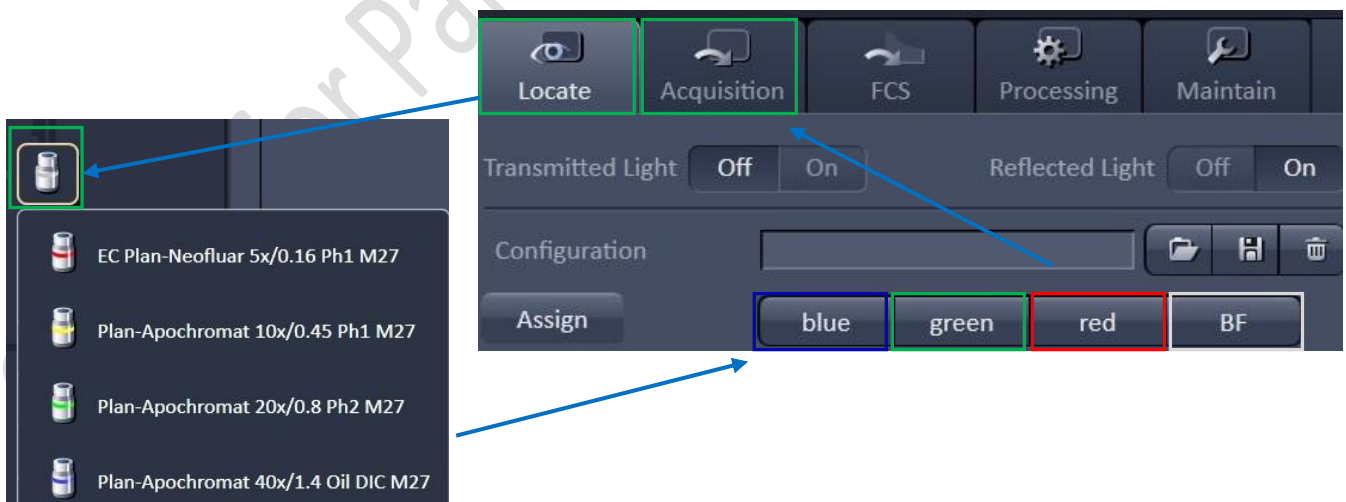 Locate Acquisition FCS Processing Maintain
Transmitted Light Off On Reflected Light Off On
Configuration
Assign blue green red BF
EC Plan-Neofluar 5x/0.16 Ph1 M27
Plan-Apochromat 10x/0.45 Ph1 M27
Plan-Apochromat 20x/0.8 Ph2 M27
Plan-Apochromat 40x/1.4 Oil DIC M27
for